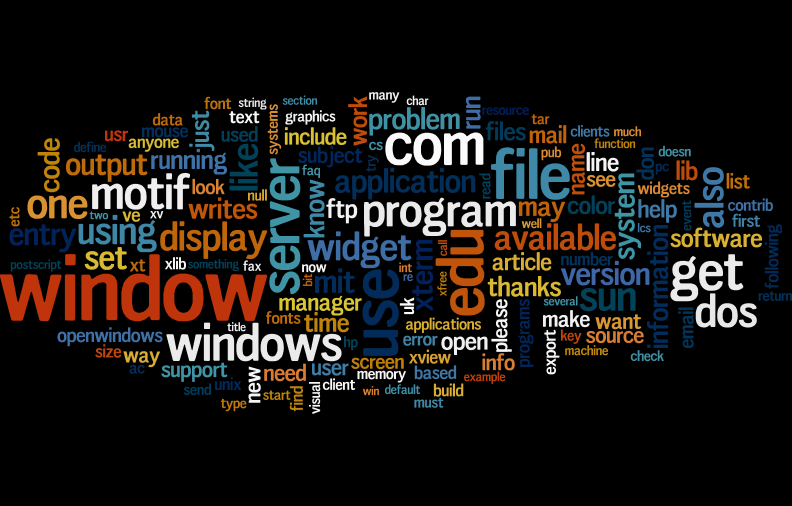 many
char
font
string
section
resource
data
text
graphics
work
problem
run
tar
usr
mouse
just
used
systems
include
com
files
mail
clients
much
define
anyone
cs
pub
function
code
output
running
like
subject
try
file
name
line
don
doesn
pc
motif
look
null
server
faq
application
read
see
widgets
lib
also
list
etc
one
two
ve
xv
writes
know
ftp
program
may
color
system
help
event
contrib
first
entry
using
display
widget
xterm
call
edu
well
available
lcs
information
software
following
postscript
set
xt
xlib
something
fax
now
bit
mit
int
re
use
xfree
article
number
version
get
window
manager
uk
thanks
several
sun
return
dos
fonts
time
applications
please
programs
make
want
email
openwindows
title
windows
hp
error
open
export
key
source
size
way
screen
xview
info
machine
check
ac
support
new
need
user
memory
based
example
send
unix
client
win
default
build
type
start
find
visual
must